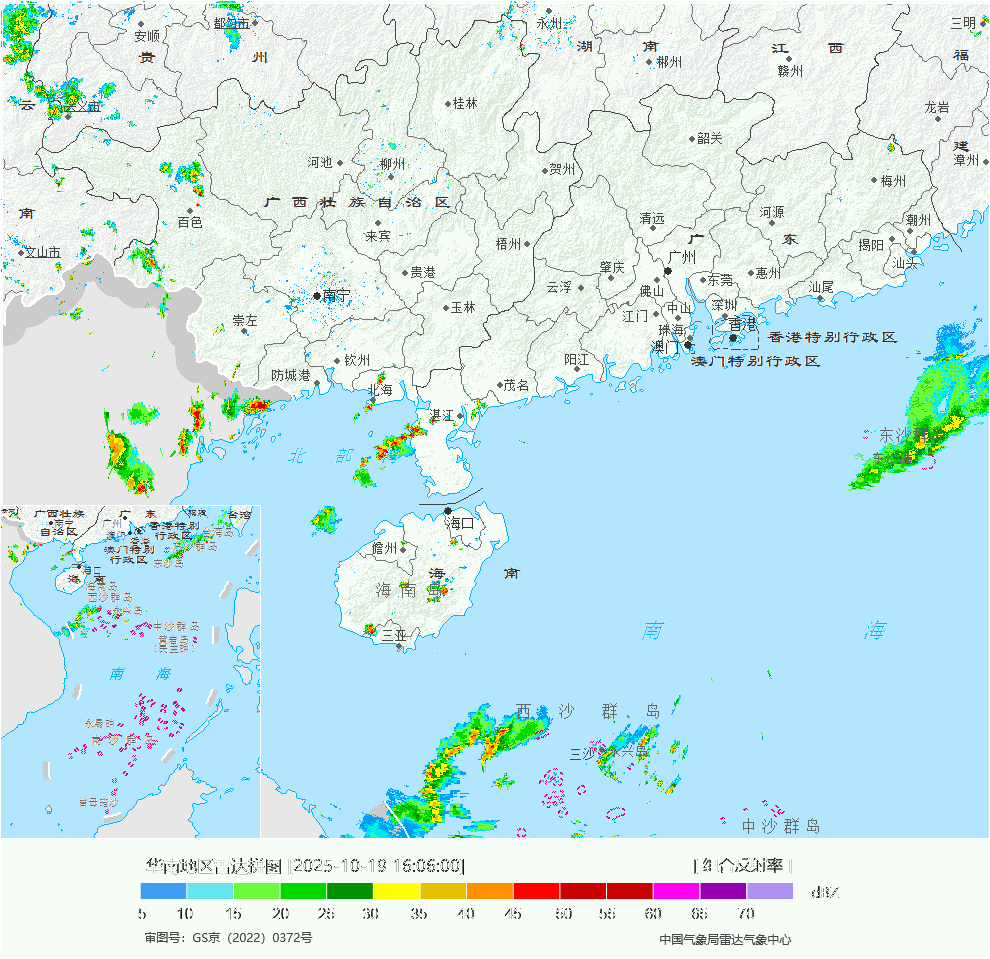 都匀市
永州
三明
安顺
贵
州
湖
南
江
西
福
郴州
赣州
云
桂林
龙岩
韶关
建
河池
柳州
贺州
漳州
梅州
南
广西壮族自治区
百色
清远
河源
潮州
来宾
梧州
广
东
揭阳
文山市
广州
汕头
贵港
肇庆
惠州
东莞
南宁
云浮
佛山
汕尾
玉林
中山
深圳
崇左
江门
珠海
香港
香港特别行政区
澳门
澳门特别行政区
钦州
阳江
防城港
茂名
北海
湛江
东沙
北
部
海口
儋州
海
南
海南岛
三亚
南
海
西沙群岛
三沙
永兴岛
中沙群岛
广西壮族
自治区
南宁
广
东
广州
香港特别
行政区
澳门特别
行政区
台湾
台湾岛
东沙岛
海口
海
南
海南岛
西沙群岛
永兴岛
中沙群岛
黄岩岛
南
海
永暑礁
南沙群岛
曾母暗沙
华南地区雷达拼图 [2025-10-19 16:06:00]
[ 组合反射率 ]
5 10 15 20 25 30 35 40 45 50 55 60 65 70
dBZ
审图号：GS京（2022）0372号
中国气象局雷达气象中心